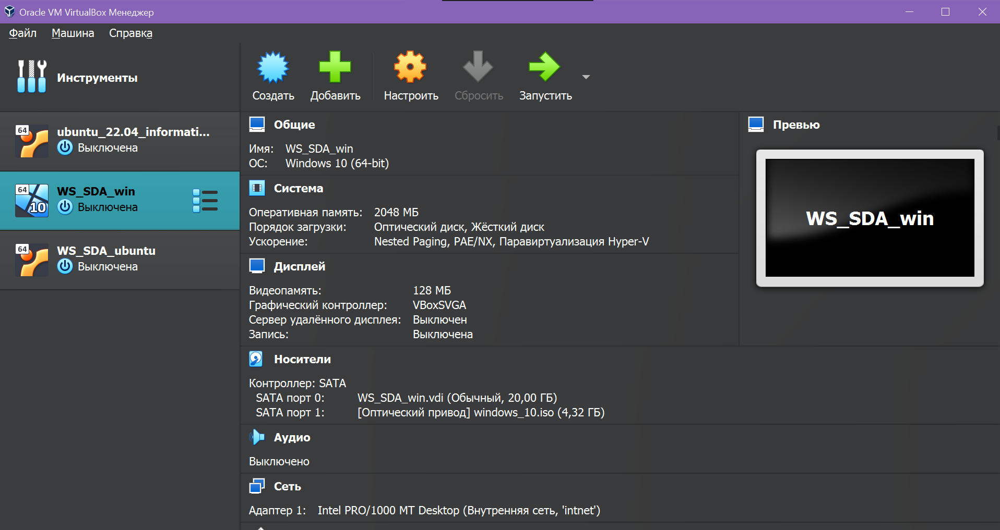 Oracle VM VirtualBox Менеджер
Файл Машина Справка
Инструменты
Создать Добавить Настроить Сбросить Запустить
64
ubuntu_22.04_informati...
Выключена
64
10
WS_SDA_win
Выключена
64
WS_SDA_ubuntu
Выключена
Общие
Имя: WS_SDA_win
ОС: Windows 10 (64-bit)
Система
Оперативная память: 2048 МБ
Порядок загрузки: Оптический диск, Жёсткий диск
Ускорение: Nested Paging, PAE/NX, Паравиртуализация Hyper-V
Дисплей
Видеопамять: 128 МБ
Графический контроллер: VBoxSVGA
Сервер удалённого дисплея: Выключен
Запись: Выключена
Превью
WS_SDA_win
Носители
Контроллер: SATA
SATA порт 0: WS_SDA_win.vdi (Обычный, 20,00 ГБ)
SATA порт 1: [Оптический привод] windows_10.iso (4,32 ГБ)
Аудио
Выключено
Сеть
Адаптер 1: Intel PRO/1000 MT Desktop (Внутренняя сеть, 'intnet')